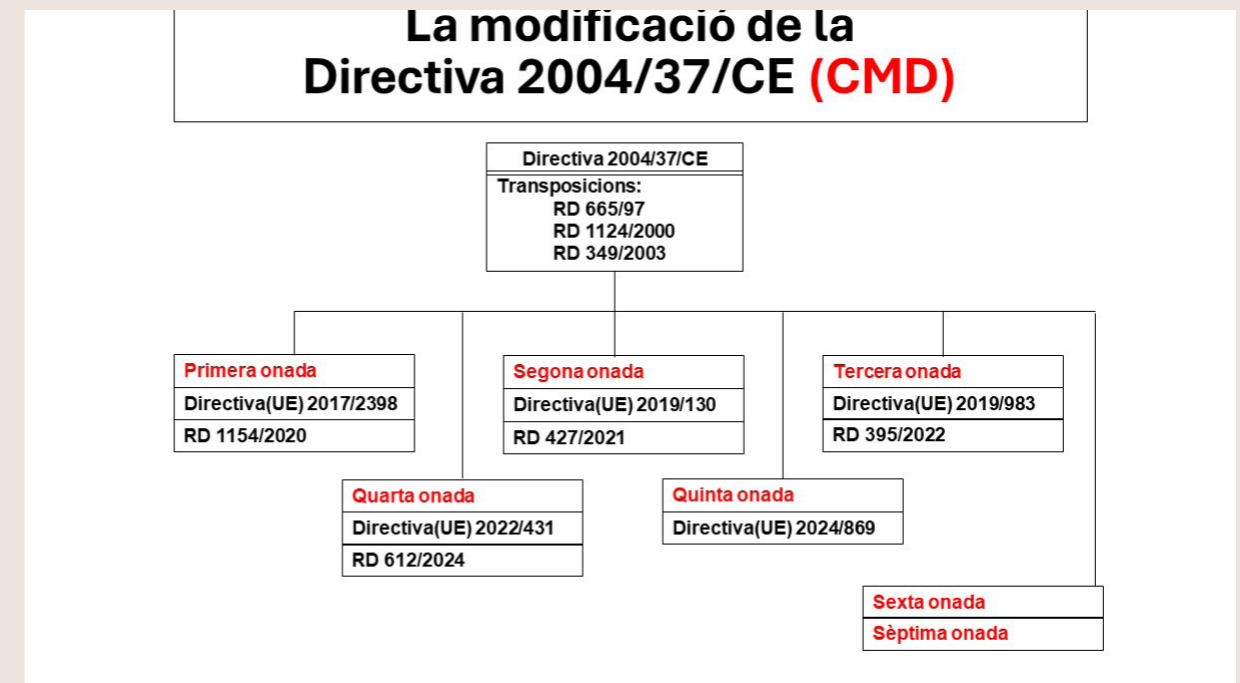 La modificació de la
Directiva 2004/37/CE (CMD)
Directiva 2004/37/CE
Transposicions:
RD 665/97
RD 1124/2000
RD 349/2003
Primera onada
Directiva(UE) 2017/2398
RD 1154/2020
Segona onada
Directiva(UE) 2019/130
RD 427/2021
Tercera onada
Directiva(UE) 2019/983
RD 395/2022
Quarta onada
Directiva(UE) 2022/431
RD 612/2024
Quinta onada
Directiva(UE) 2024/869
Sexta onada
Sèptima onada